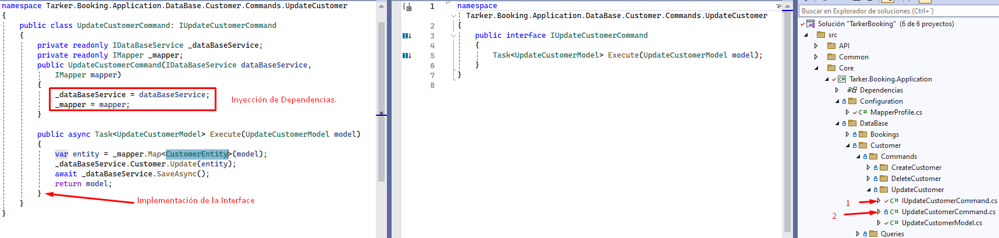 namespace Tarker.Booking.Application.DataBase.Customer.Commands.UpdateCustomer
{
public class UpdateCustomerCommand: IUpdateCustomerCommand
{
private readonly IDataBaseService _dataBaseService;
private readonly IMapper _mapper;
public UpdateCustomerCommand(IDataBaseService dataBaseService,
IMapper mapper)
{
_dataBaseService = dataBaseService;
_mapper = mapper;
Inyección de Dependencias.
}
public async Task<UpdateCustomerModel> Execute(UpdateCustomerModel model)
{
var entity = _mapper.Map<CustomerEntity>(model);
_dataBaseService.Customer.Update(entity);
await _dataBaseService.SaveAsync();
return model;
}
Implementación de la Interface
}
}
1 namespace
Tarker.Booking.Application.DataBase.Customer.Commands.UpdateCustomer
2 {
3 public interface IUpdateCustomerCommand
4 {
5 Task<UpdateCustomerModel> Execute(UpdateCustomerModel model);
6 }
7 }
8
Buscar en Explorador de soluciones (Ctrl+´)
Solución "TarkerBooking" (6 de 6 proyectos)
src
API
Common
Core
C# Tarker.Booking.Application
Dependencias
Configuration
C# MapperProfile.cs
DataBase
Bookings
Customer
Commands
CreateCustomer
DeleteCustomer
UpdateCustomer
1 C# IUpdateCustomerCommand.cs
2 C# UpdateCustomerCommand.cs
C# UpdateCustomerModel.cs
Queries